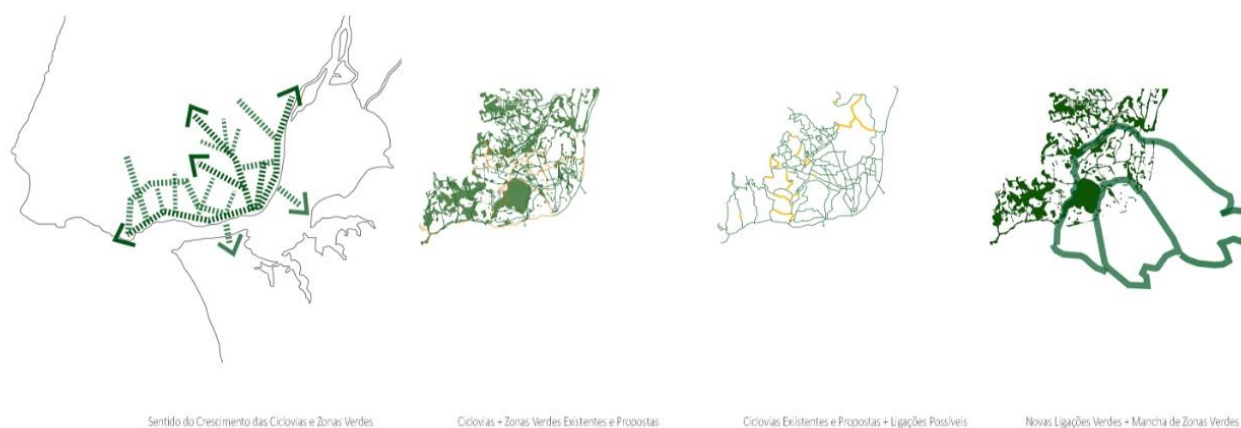 Sentido do Crescimento das Ciclovias e Zonas Verdes
Ciclovias + Zonas Verdes Existentes e Propostas
Ciclovias Exiistentes e Propostas + Ligações Possíveis
Novas Ligações Verdes + Mancha de Zonas Verdes